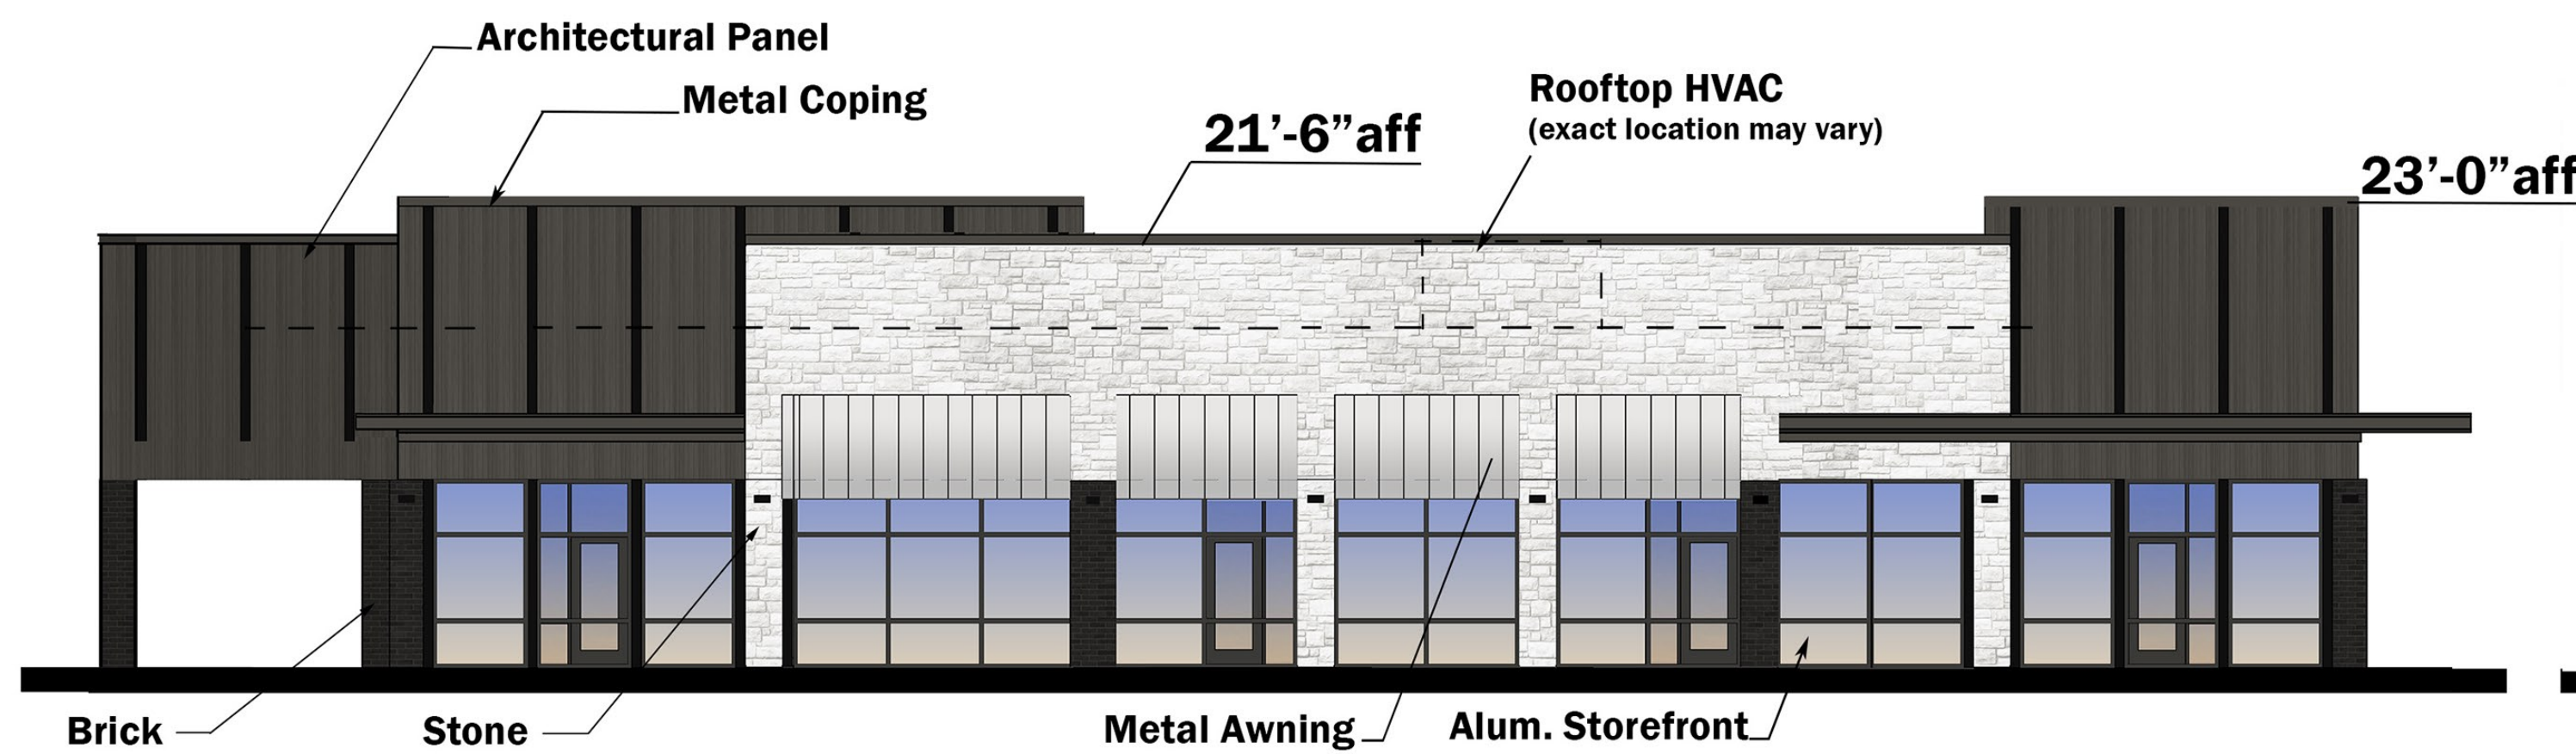 Architectural Panel
Metal Coping
21’-6”aff
Rooftop HVAC
(exact location may vary)
23’-0”aff
Brick
Stone
Metal Awning
Alum. Storefront